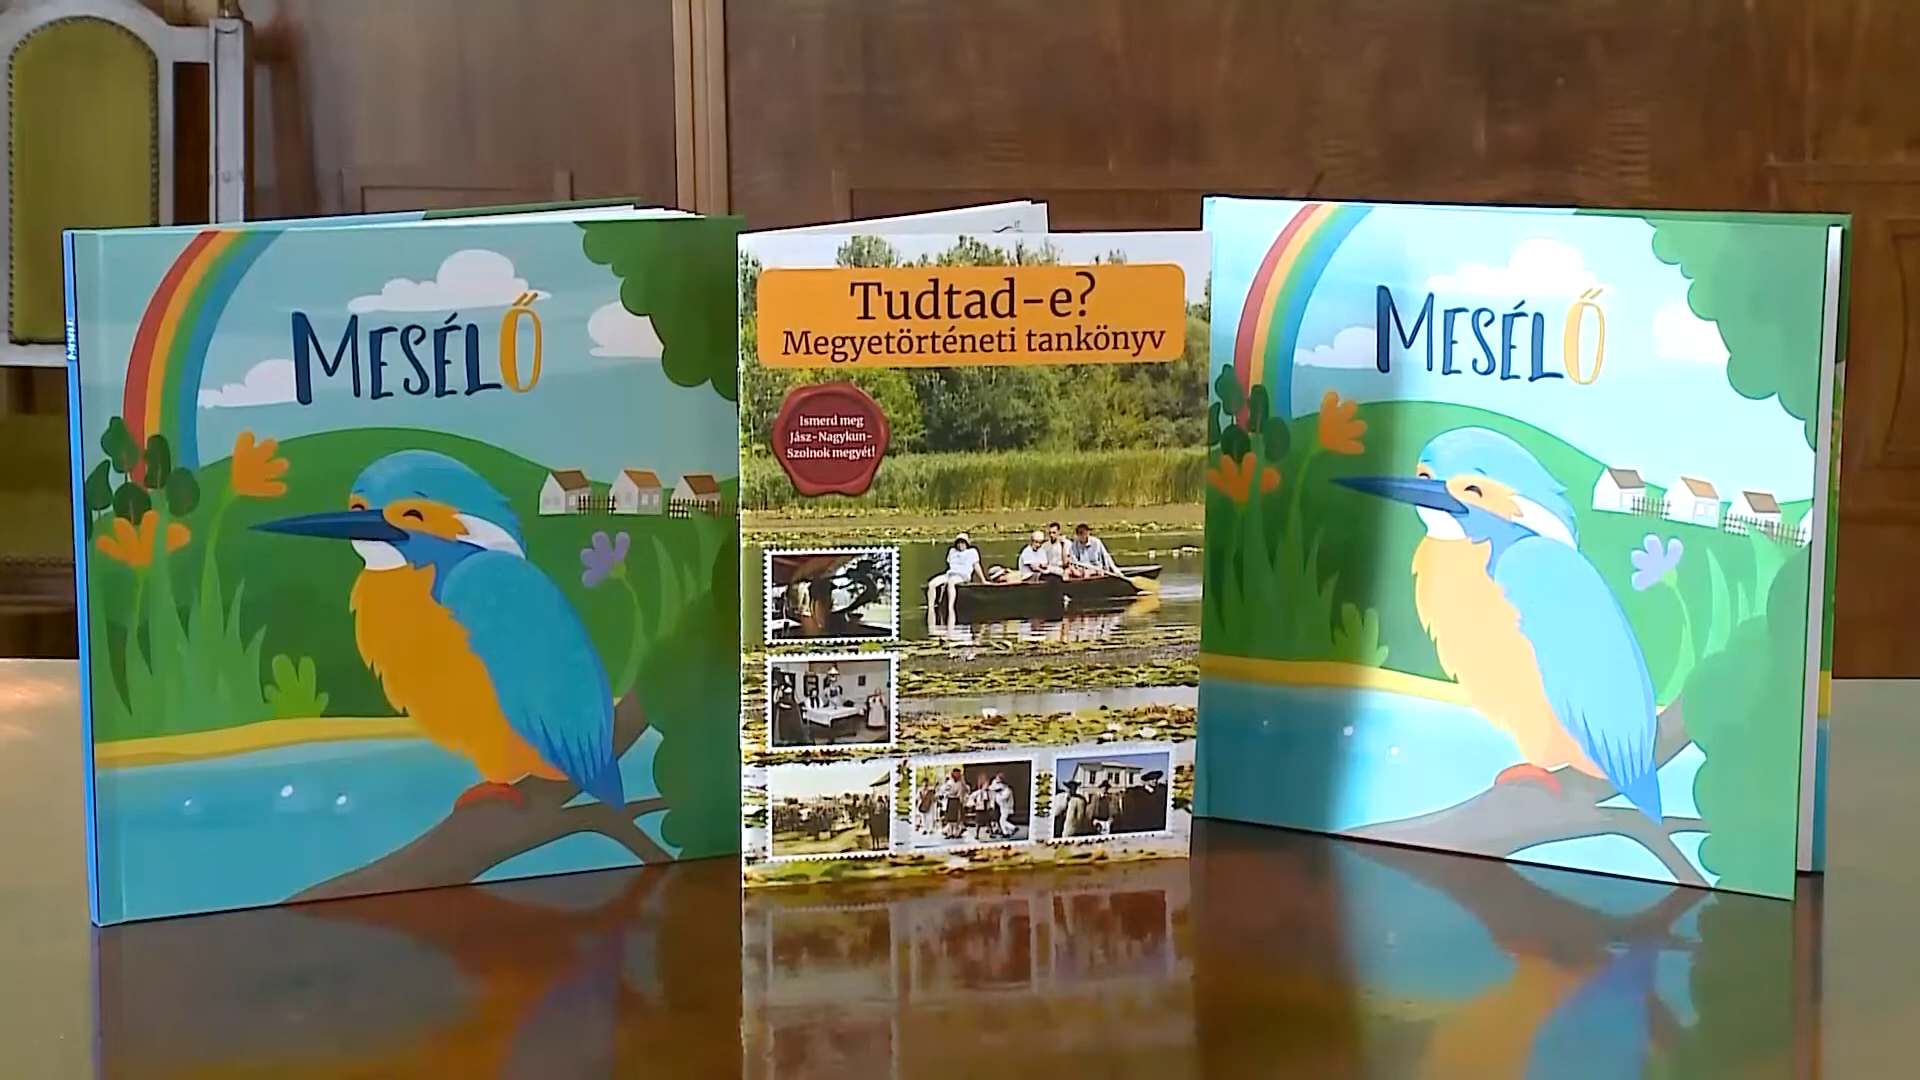 MESÉLŐ
Tudtad-e?
Megyetörténeti tankönyv
Ismerd meg
Jász-Nagykun-
Szolnok megyét!
MESÉLŐ